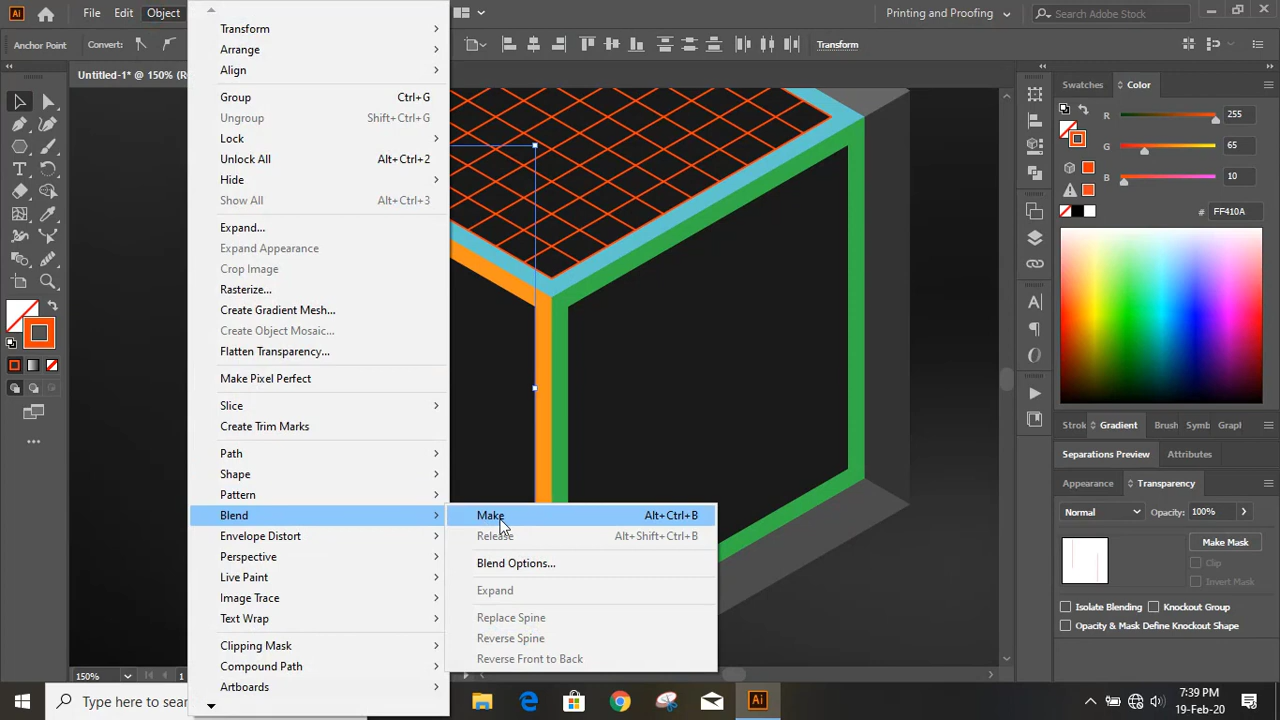 Ai
File
Edit
Object
Printing and Proofing
Search Adobe Stock
Anchor Point
Convert:
Transform
Untitled-1* @ 150% (R
Transform
Arrange
Align
Group Ctrl+G
Ungroup Shift+Ctrl+G
Lock
Unlock All Alt+Ctrl+2
Hide
Show All Alt+Ctrl+3
Expand...
Expand Appearance
Crop Image
Rasterize...
Create Gradient Mesh...
Create Object Mosaic...
Flatten Transparency...
Make Pixel Perfect
Slice
Create Trim Marks
Path
Shape
Pattern
Blend
Envelope Distort
Perspective
Live Paint
Image Trace
Text Wrap
Clipping Mask
Compound Path
Artboards
Make Alt+Ctrl+B
Release Alt+Shift+Ctrl+B
Blend Options...
Expand
Replace Spine
Reverse Spine
Reverse Front to Back
Swatches
Color
R 255
G 65
B 10
# FF410A
Strok
Gradient
Brush
Sym
Graph
Separations Preview
Attributes
Appearance
Transparency
Normal
Opacity: 100%
Make Mask
Clip
Invert Mask
Isolate Blending
Knockout Group
Opacity & Mask Define Knockout Shape
150%
1
Type here to sear
Ai
7:39 PM
19-Feb-20